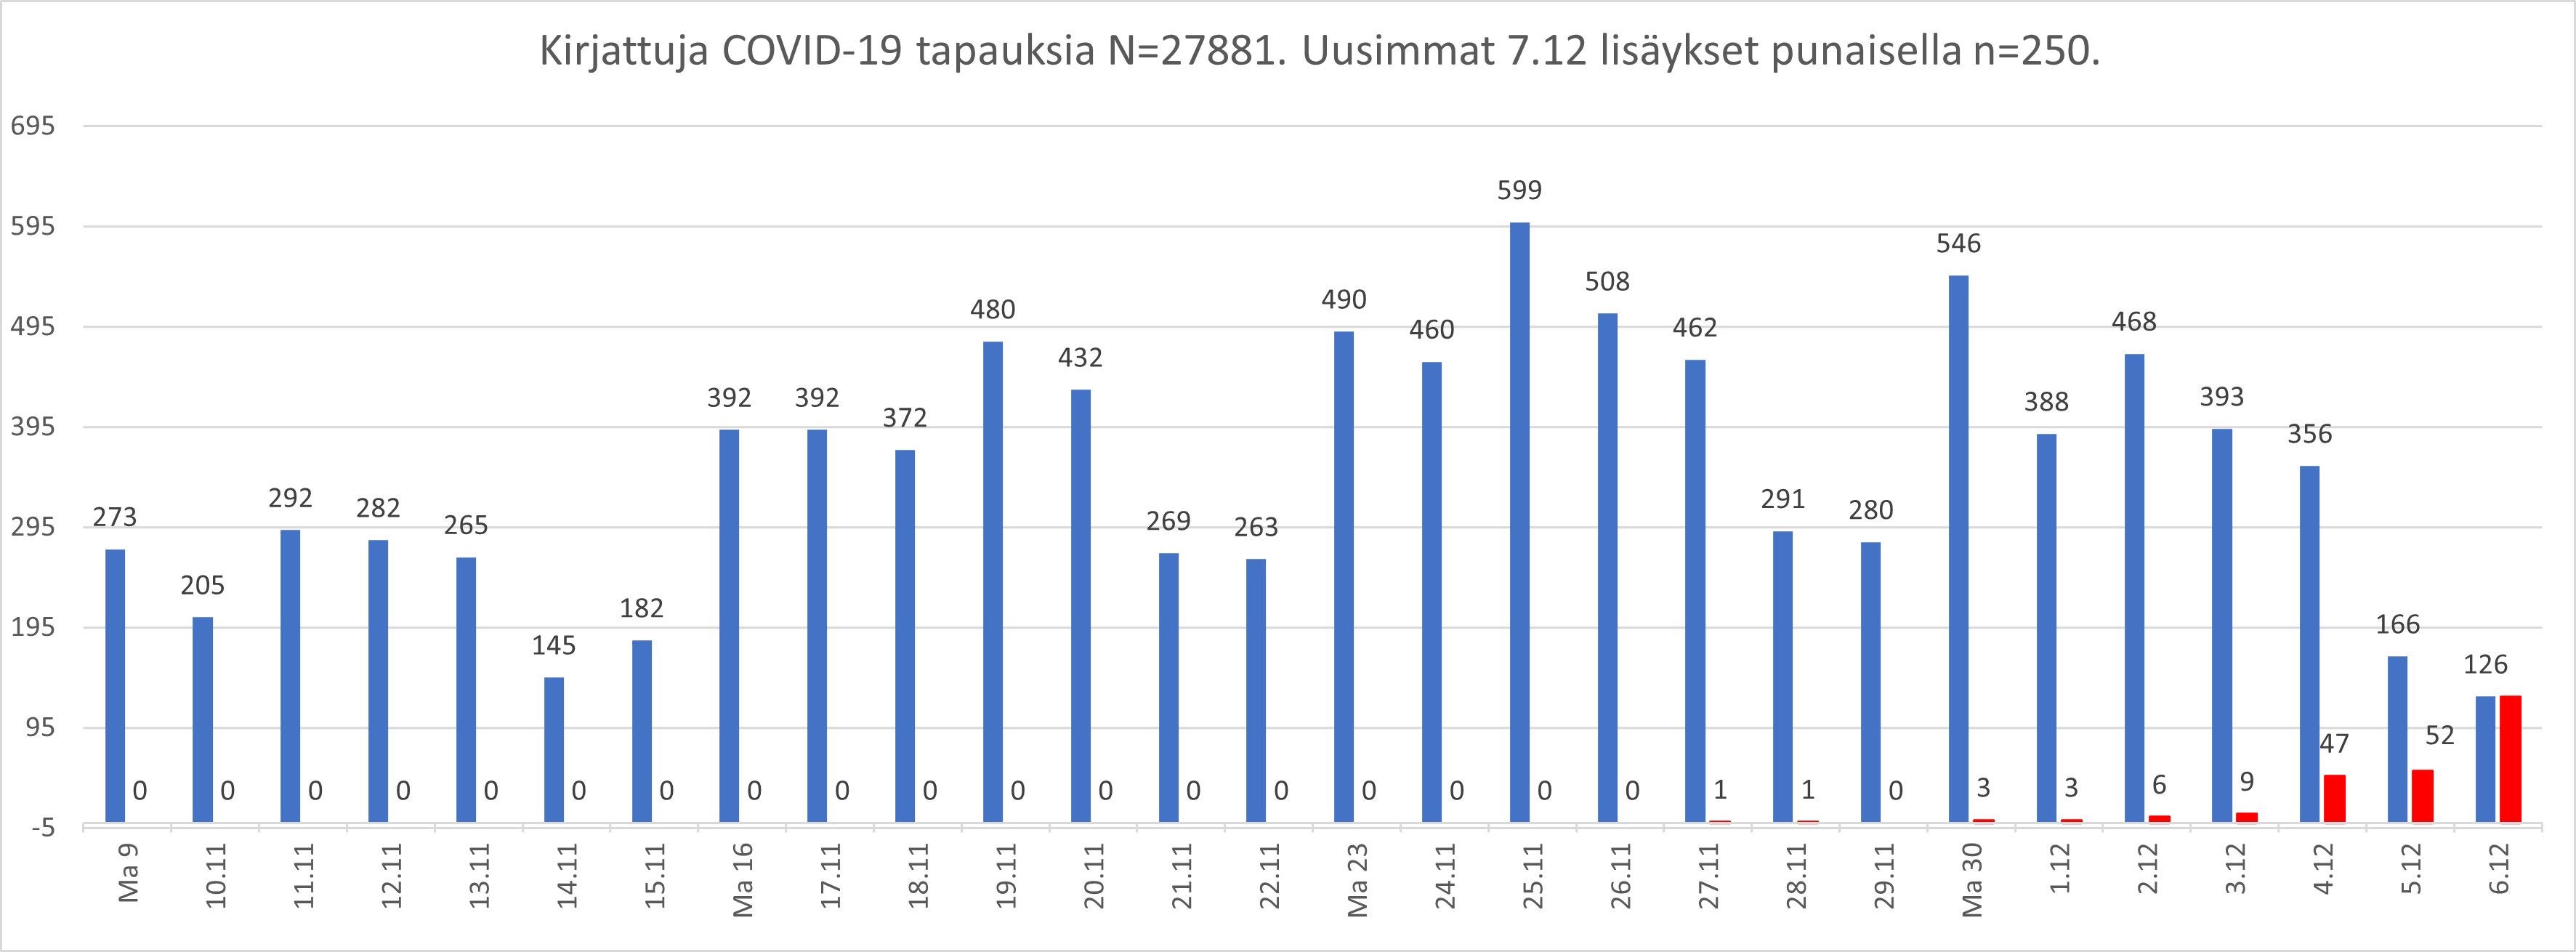 Kirjattuja COVID-19 tapauksia N=27881. Uusimmat 7.12 lisäykset punaisella n=250.
695
595
495
395
295
195
95
-5
273 205 292 282 265 145 182 392 392 372 480 432 269 263 490 460 599 508 462 291 280 546 388 468 393 356 166 126
0 0 0 0 0 0 0 0 0 0 0 0 0 0 0 0 0 0 1 1 0 3 3 6 9 47 52
Ma 9 10.11 11.11 12.11 13.11 14.11 15.11 Ma 16 17.11 18.11 19.11 20.11 21.11 22.11 Ma 23 24.11 25.11 26.11 27.11 28.11 29.11 Ma 30 1.12 2.12 3.12 4.12 5.12 6.12